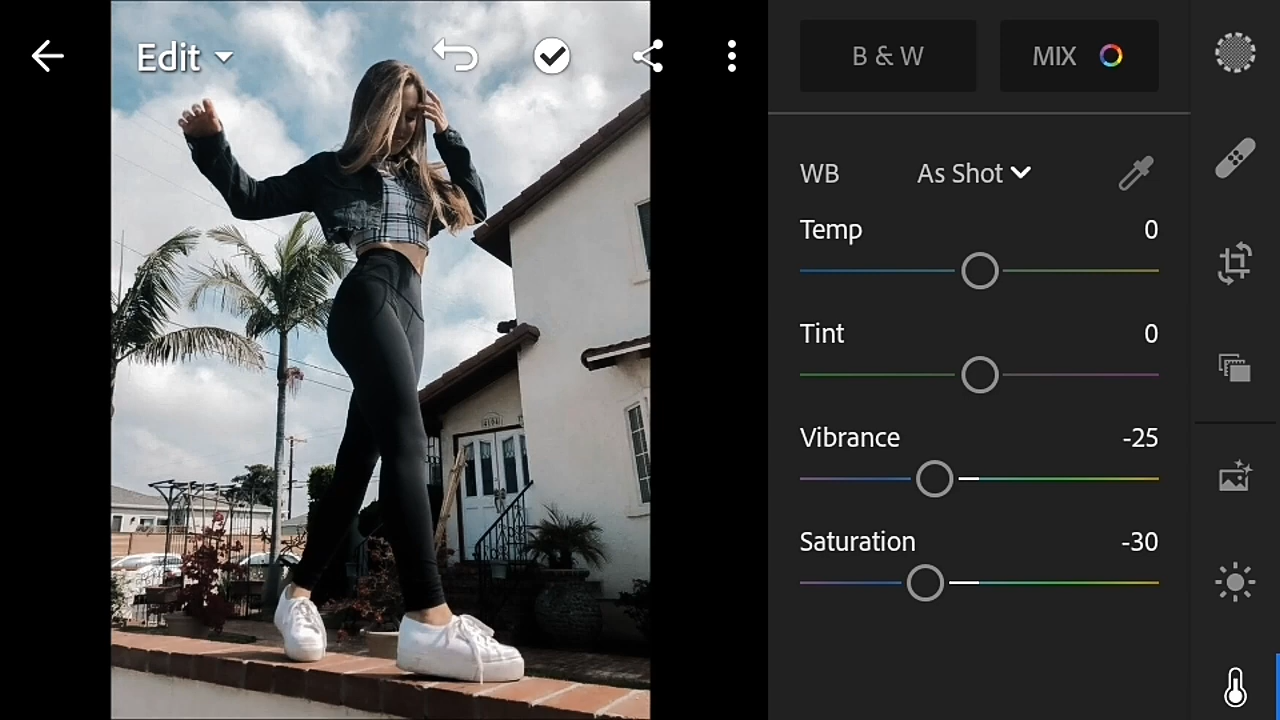 Edit
B & W
MIX
WB
As Shot
Temp
0
Tint
0
Vibrance
-25
Saturation
-30